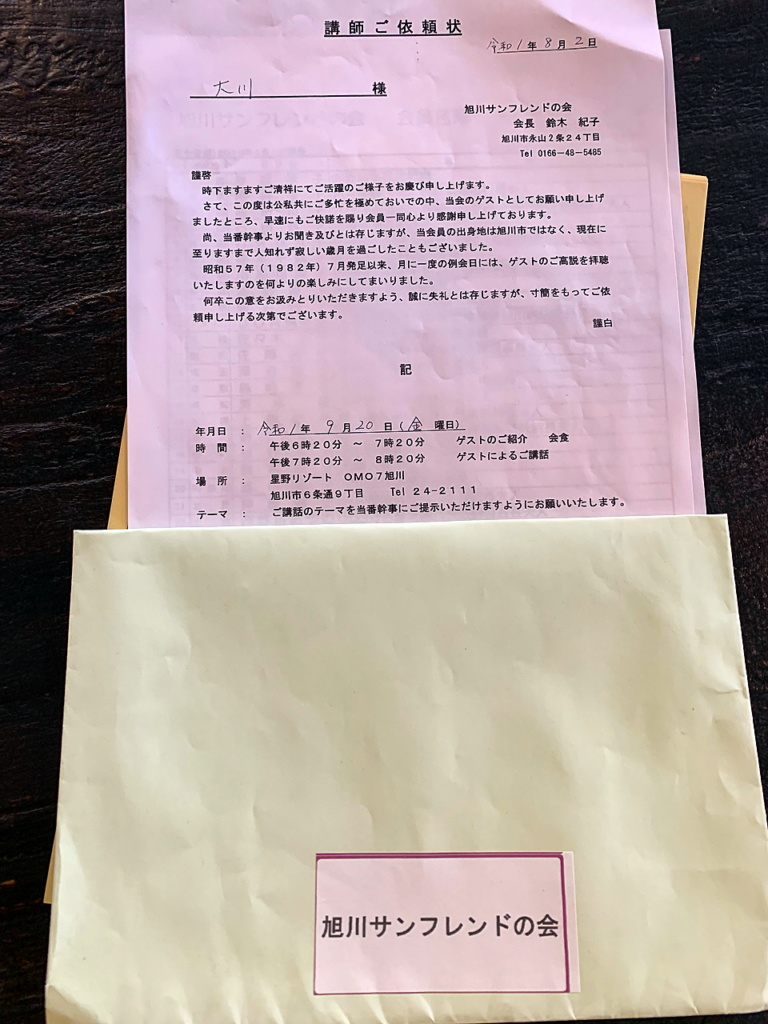 講師ご依頼状
令和1年8月2日
大川 様
旭川サンフレンドの会
会長 鈴木 紀子
旭川市永山2条24丁目
Tel 0166-48-5485
謹啓
時下ますますご清祥にてご活躍のご様子をお慶び申し上げます。
さて、この度は公私共にご多忙を極めておいでの中、当会のゲストとしてお願い申し上げ
ましたところ、早速にもご快諾を賜り会員一同心より感謝申し上げております。
尚、当番幹事よりお聞き及びとは存じますが、当会員の出身地は旭川市ではなく、現在に
至りますまで人知れず寂しい歳月を過ごしたこともございました。
昭和57年(1982年)7月発足以来、月に一度の例会日には、ゲストのご高説を拝聴
いたしますのを何よりの楽しみにしてまいりました。
何卒この意をお汲みとりいただきますよう、誠に失礼とは存じますが、寸簡をもってご依
頼申し上げる次第でございます。
謹白
記
年月日 : 令和1年9月20日(金曜日)
時 間 : 午後6時20分 ~ 7時20分 ゲストのご紹介 会食
午後7時20分 ~ 8時20分 ゲストによるご講話
場 所 : 星野リゾート OMO7旭川
旭川市6条通9丁目 Tel 24-2111
テーマ : ご講話のテーマを当番幹事にご提示いただけますようにお願いいたします。
旭川サンフレンドの会